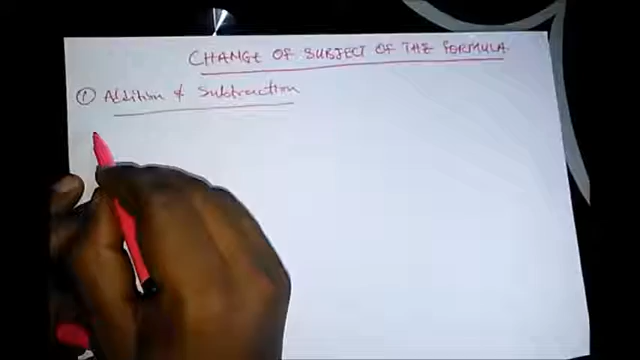 CHANGE OF SUBJECT OF THE FORMULA
① Addition & Subtraction